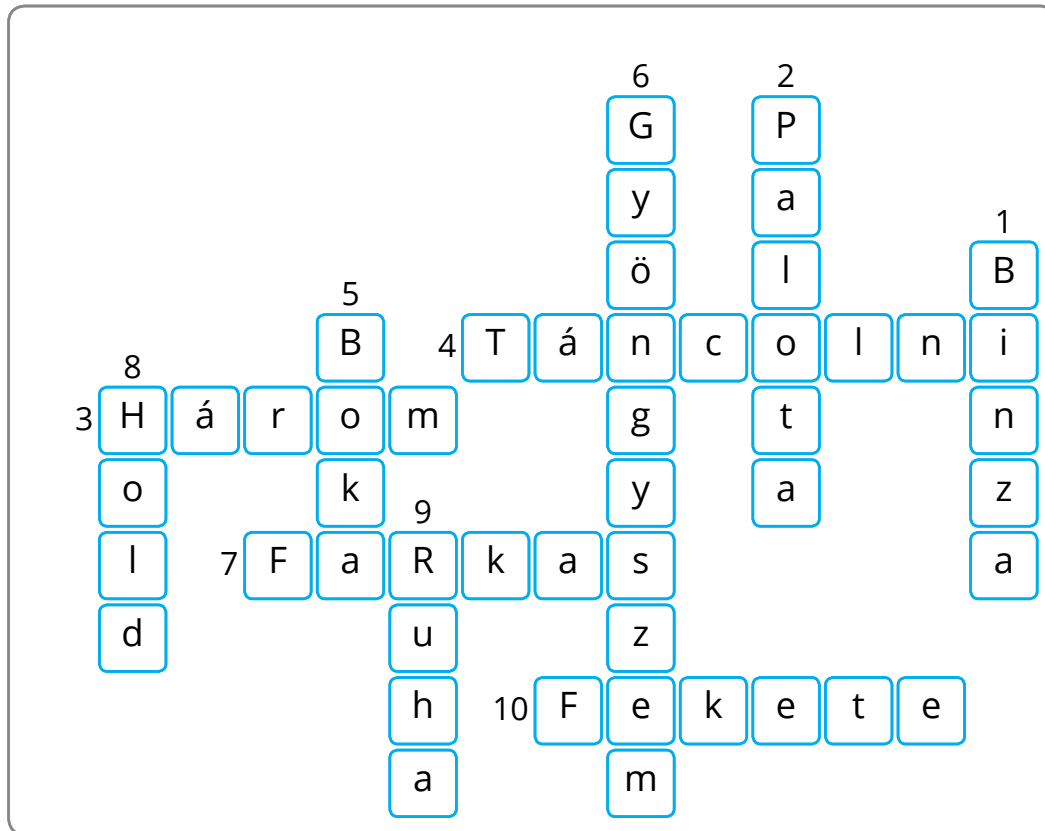 6 2
G P
y a
1
ö l B
5
B 4 T á n c o l n i
8
3 H á r o m g t n
o k y a z
9
l 7 F a R k a s a
d u z
h 10 F e k e t e
a m